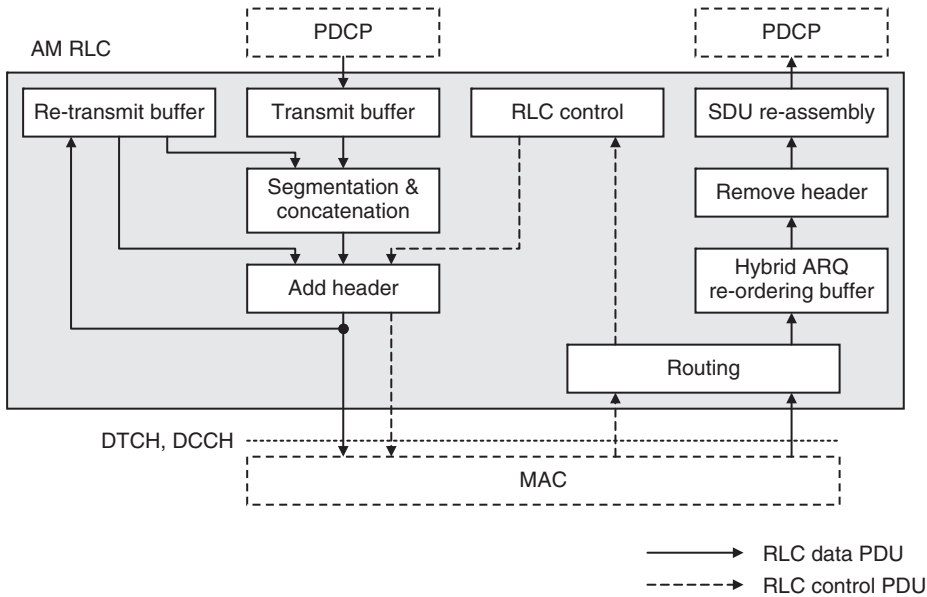 PDCP
PDCP
AM RLC
Re-transmit buffer
Transmit buffer
RLC control
SDU re-assembly
Segmentation &
concatenation
Remove header
Add header
Hybrid ARQ
re-ordering buffer
Routing
DTCH, DCCH
MAC
RLC data PDU
RLC control PDU